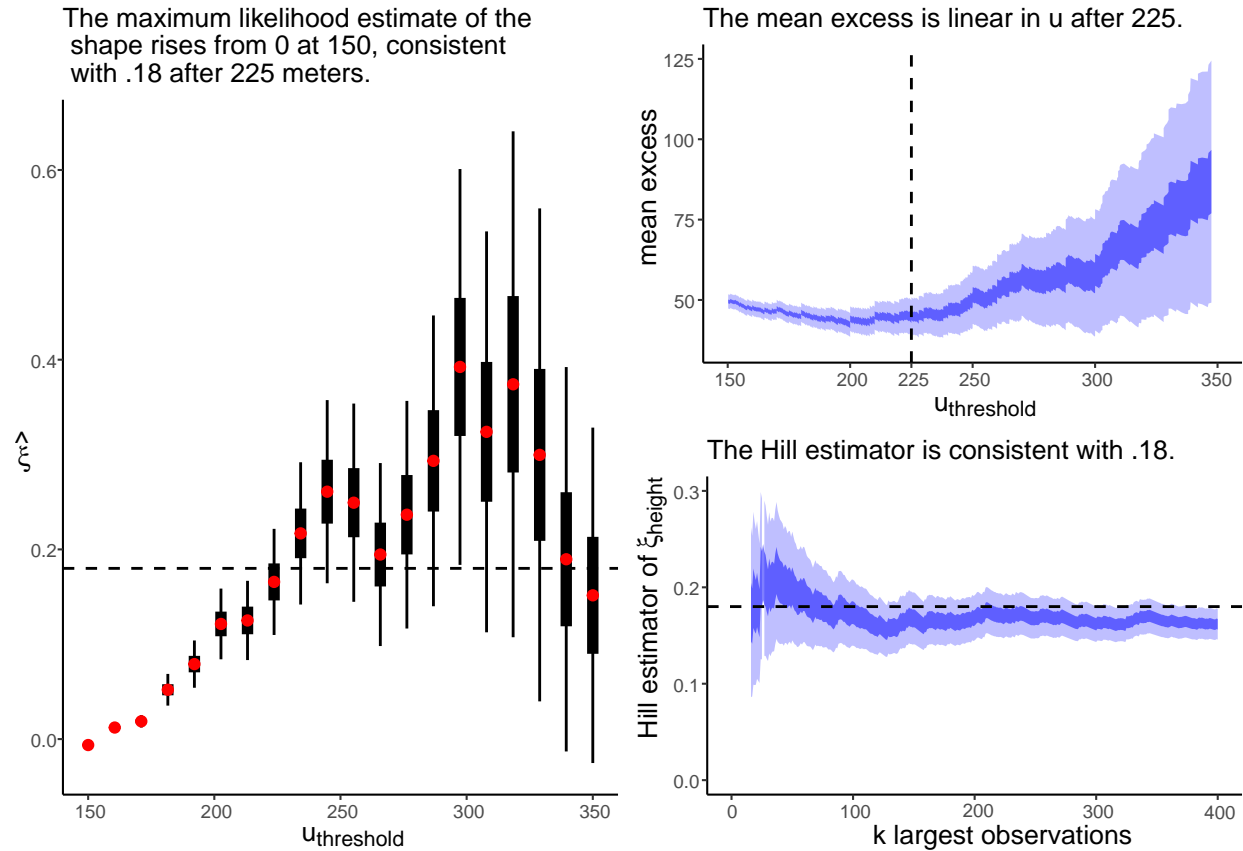 The maximum likelihood estimate of the
shape rises from 0 at 150, consistent
with .18 after 225 meters.
0.6
0.4
0.2
0.0
ξ^
150 200 250 300 350
uthreshold
The mean excess is linear in u after 225.
125
100
75
50
mean excess
150 200 225 250 300 350
uthreshold
The Hill estimator is consistent with .18.
0.3
0.2
0.1
0.0
Hill estimator of ξheight
0 100 200 300 400
k largest observations